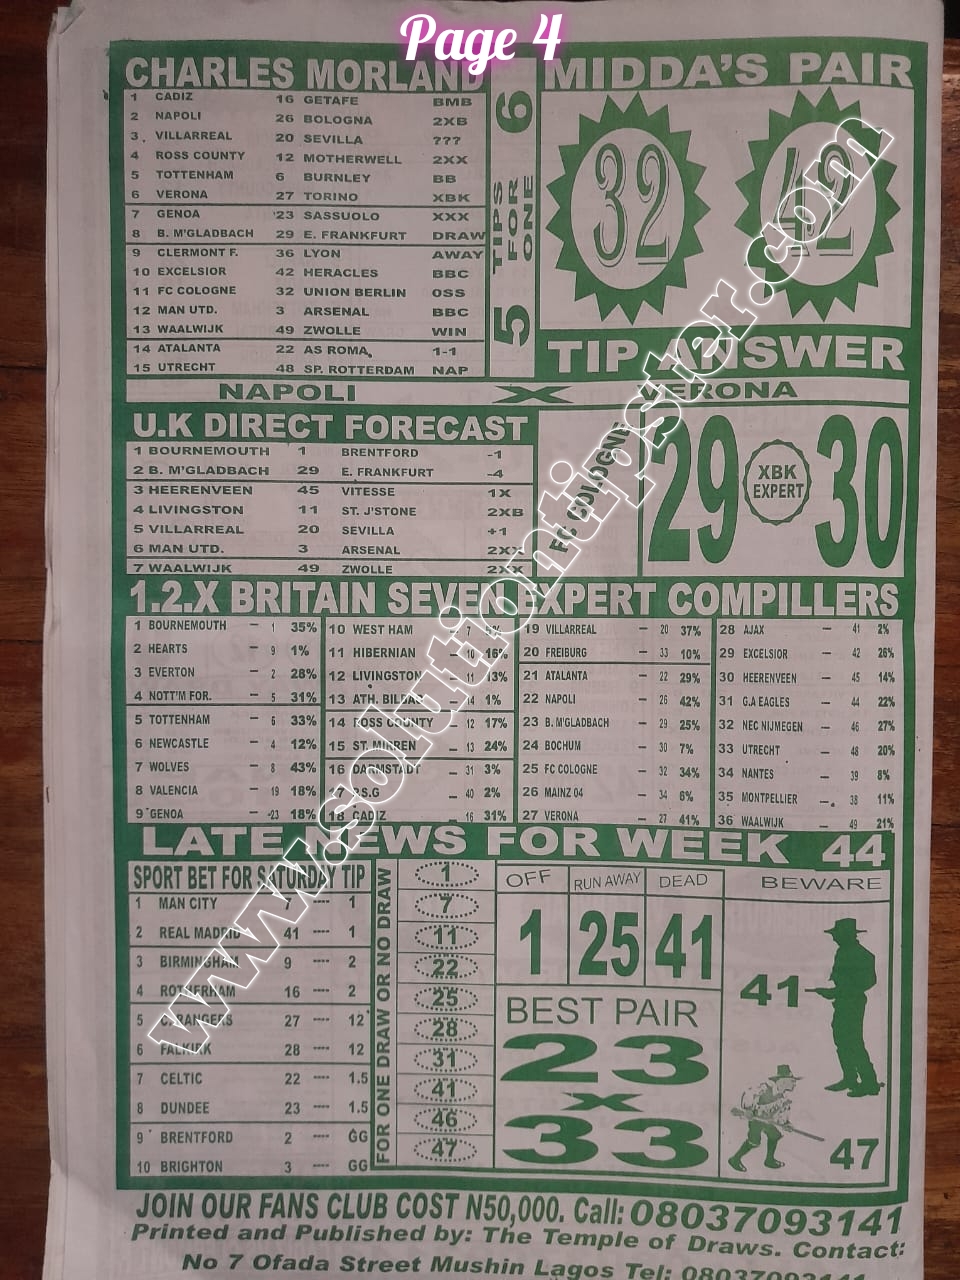 Page 4
CHARLES MORLAND
1 CADIZ 16 GETAFE BMB
2 NAPOLI 26 BOLOGNA 2XB
3. VILLARREAL 20 SEVILLA ???
4 ROSS COUNTY 12 MOTHERWELL 2XX
5 TOTTENHAM 6 BURNLEY BB
6 VERONA 27 TORINO XBK
7 GENOA 23 SASSUOLO XXX
8 B. M'GLADBACH 29 E. FRANKFURT DRAW
9 CLERMONT F. 36 LYON AWAY
10 EXCELSIOR 42 HERACLES BBC
11 FC COLOGNE 32 UNION BERLIN OSS
12 MAN UTD. 3 ARSENAL BBC
13 WAALWIJK 49 ZWOLLE WIN
14 ATALANTA 22 AS ROMA 1-1
15 UTRECHT 48 SP. ROTTERDAM NAP
5 TIPS FOR ONE 6
MIDDA'S PAIR
32 42
TIP ANSWER
NAPOLI X VERONA
U.K DIRECT FORECAST
1 BOURNEMOUTH 1 BRENTFORD -1
2 B. M'GLADBACH 29 E. FRANKFURT -4
3 HEERENVEEN 45 VITESSE 1X
4 LIVINGSTON 11 ST. J'STONE 2XB
5 VILLARREAL 20 SEVILLA +1
6 MAN UTD. 3 ARSENAL 2XX
7 WAALWIJK 49 ZWOLLE 2XX
FC COLOGNE
29 XBK EXPERT 30
1.2.X BRITAIN SEVEN EXPERT COMPILLERS
1 BOURNEMOUTH – 1 35%
2 HEARTS – 9 1%
3 EVERTON – 2 28%
4 NOTT'M FOR. – 5 31%
5 TOTTENHAM – 6 33%
6 NEWCASTLE – 4 12%
7 WOLVES – 8 43%
8 VALENCIA – 19 18%
9 GENOA – 23 18%
10 WEST HAM – 7
11 HIBERNIAN – 10 16%
12 LIVINGSTON – 11 13%
13 ATH. BILBAO – 14 1%
14 ROSS COUNTY – 12 17%
15 ST. MIRREN – 13 24%
16 DARMSTADT – 31 3%
17 P.S.G – 40 2%
18 CADIZ – 16 31%
19 VILLARREAL – 20 37%
20 FREIBURG – 33 10%
21 ATALANTA – 22 29%
22 NAPOLI – 26 42%
23 B. M'GLADBACH – 29 25%
24 BOCHUM – 30 7%
25 FC COLOGNE – 32 34%
26 MAINZ 04 – 34 6%
27 VERONA – 27 41%
28 AJAX – 41 2%
29 EXCELSIOR – 42 26%
30 HEERENVEEN – 45 14%
31 G.A EAGLES – 44 22%
32 NEC NIJMEGEN – 46 27%
33 UTRECHT – 48 20%
34 NANTES – 39 8%
35 MONTPELLIER – 38 11%
36 WAALWIJK – 49 21%
LATE NEWS FOR WEEK 44
SPORT BET FOR SATURDAY TIP
1 MAN CITY 7 ---- 1
2 REAL MADRID 41 ---- 1
3 BIRMINGHAM 9 ---- 2
4 ROTHERHAM 16 ---- 2
5 C. RANGERS 27 ---- 12
6 FALKIRK 28 ---- 12
7 CELTIC 22 ---- 1.5
8 DUNDEE 23 ---- 1.5
9 BRENTFORD 2 ---- GG
10 BRIGHTON 3 ---- GG
FOR ONE DRAW OR NO DRAW
1
7
11
22
25
28
31
41
46
47
OFF RUN AWAY DEAD
1 25 41
BEST PAIR
23
X
33
BEWARE
41
47
JOIN OUR FANS CLUB COST N50,000. Call: 08037093141
Printed and Published by: The Temple of Draws. Contact:
No 7 Ofada Street Mushin Lagos Tel: 08037093141
www.solutiontipster.com